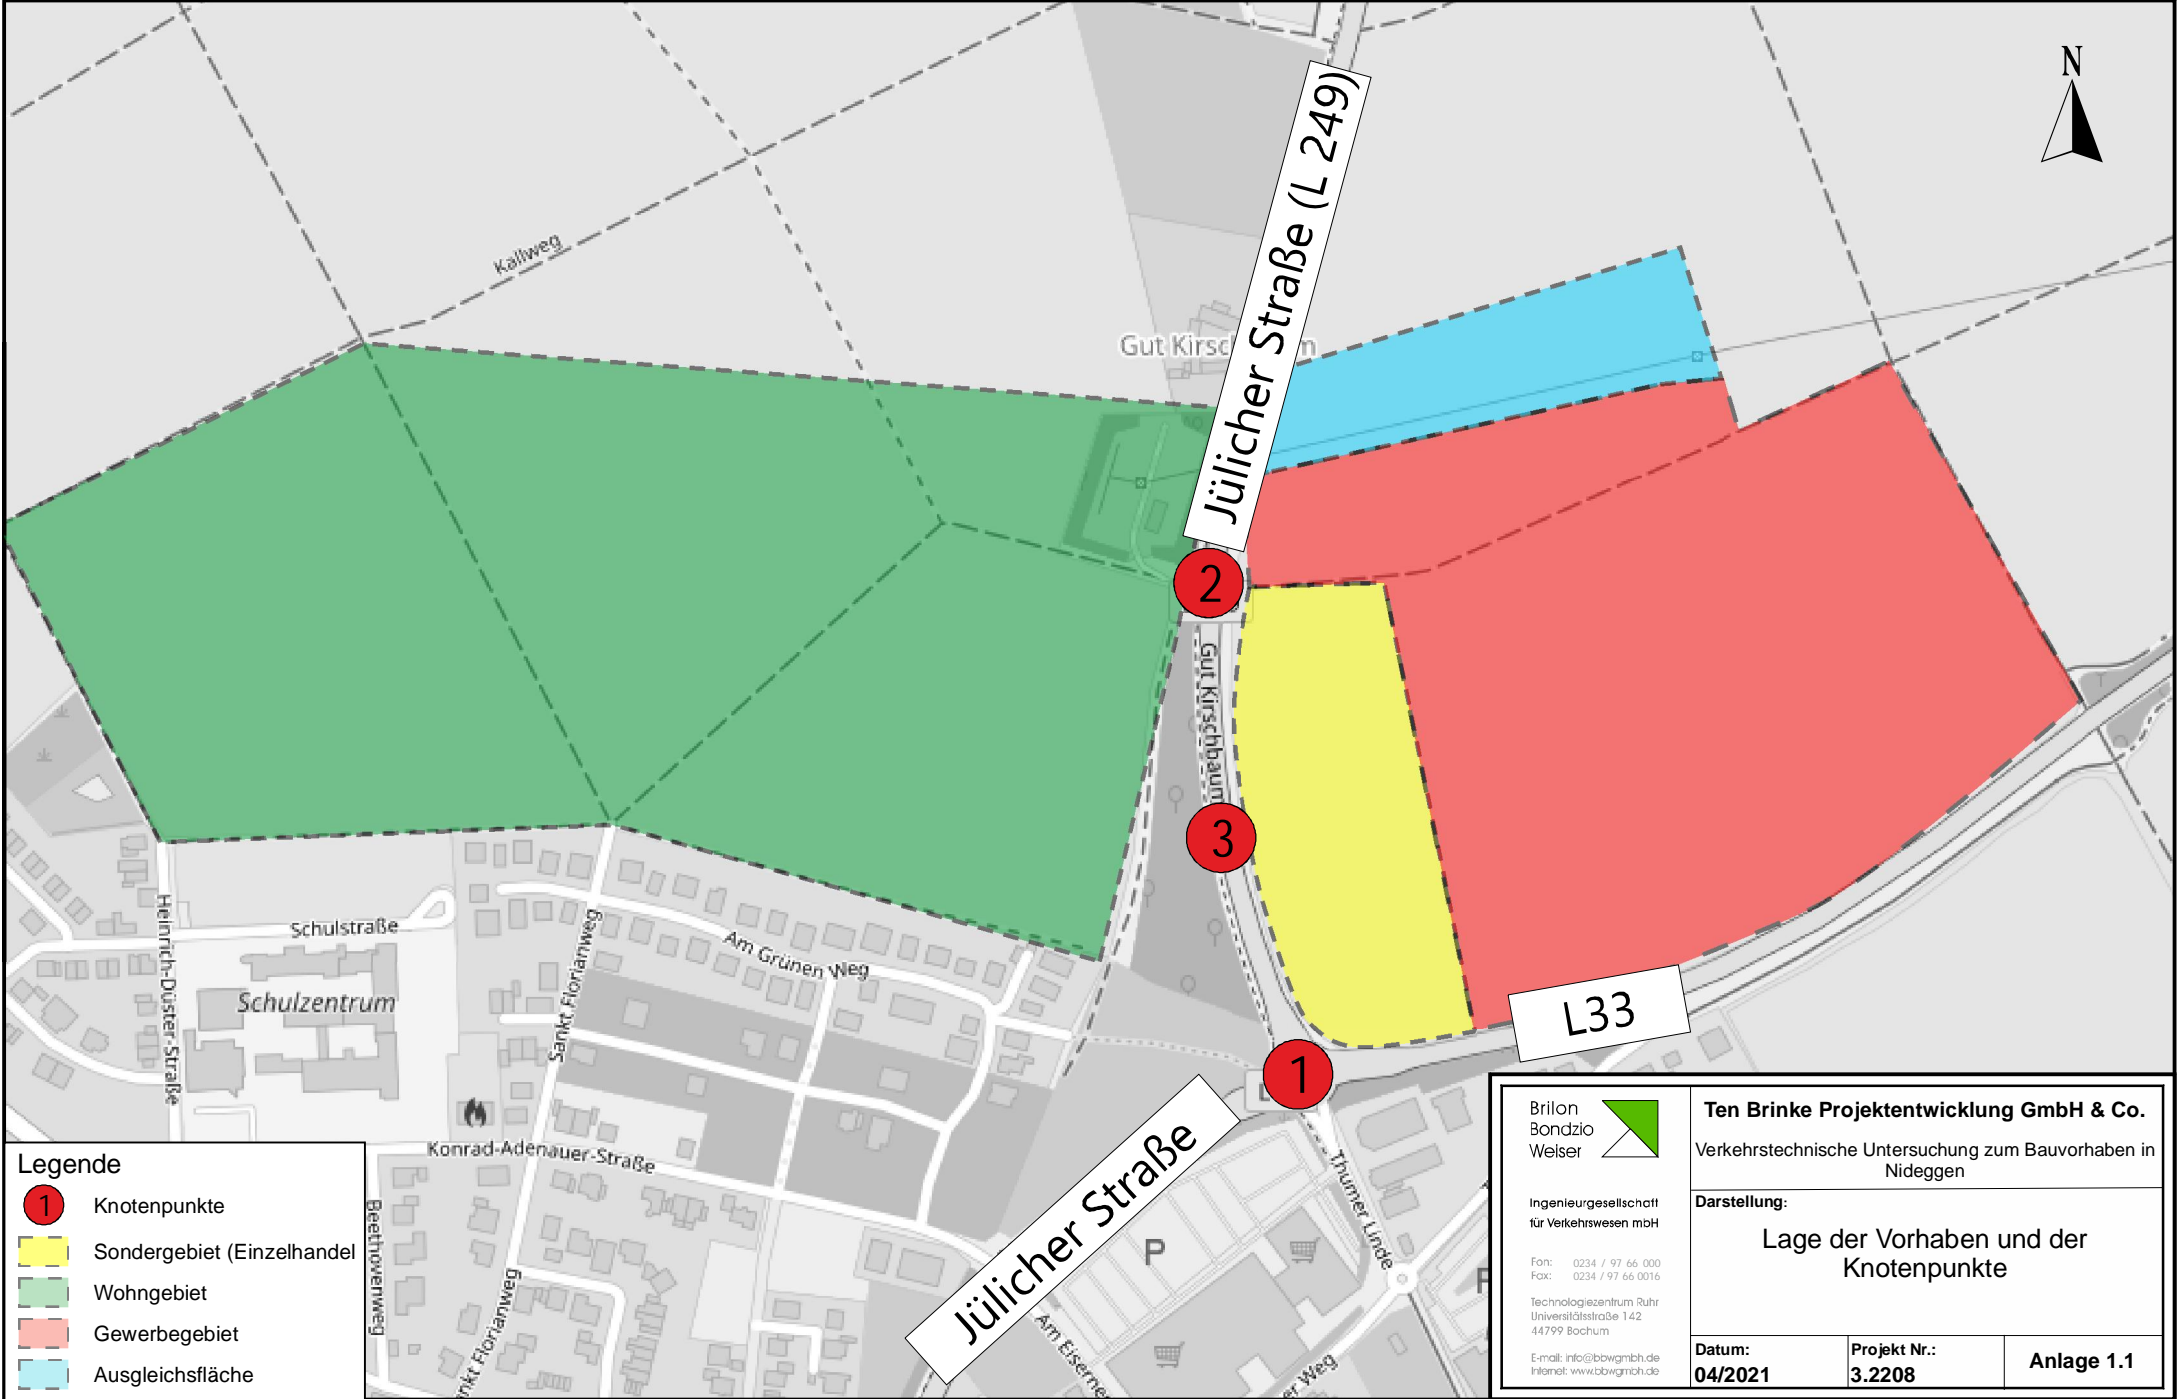 N
Jülicher Straße (L 249)
Kallweg
2
Gut Kirschbaum
3
Schulstraße
Heinrich-Düster-Straße
Schulzentrum
Sankt Florianweg
Am Grünen Weg
L33
1
Jülicher Straße
Konrad-Adenauer-Straße
Beethovenweg
Thumer Linde
P
Legende
1 Knotenpunkte
Sondergebiet (Einzelhandel
Wohngebiet
Gewerbegebiet
Ausgleichsfläche
Brilon
Bondzio
Weiser
Ingenieurgesellschaft
für Verkehrswesen mbH
Fon: 0234 / 97 66 000
Fax: 0234 / 97 66 0016
Technologiezentrum Ruhr
Universitätsstraße 142
44799 Bochum
E-mail: info@bbwgmbh.de
Internet: www.bbwgmbh.de
Ten Brinke Projektentwicklung GmbH & Co.
Verkehrstechnische Untersuchung zum Bauvorhaben in
Nideggen
Darstellung:
Lage der Vorhaben und der
Knotenpunkte
Datum:
04/2021
Projekt Nr.:
3.2208
Anlage 1.1